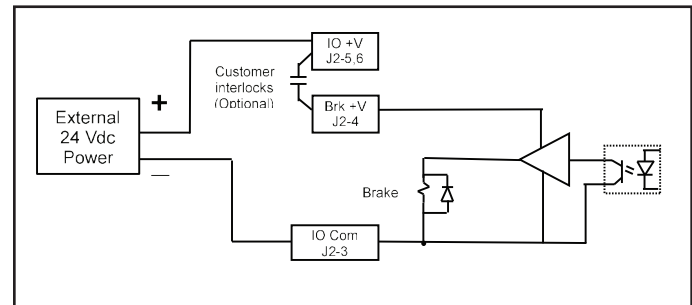 IO +V
J2-5,6
Customer
interlocks
(Optional)
Brk +V
J2-4
External
24 Vdc
Power
+
—
Brake
IO Com
J2-3